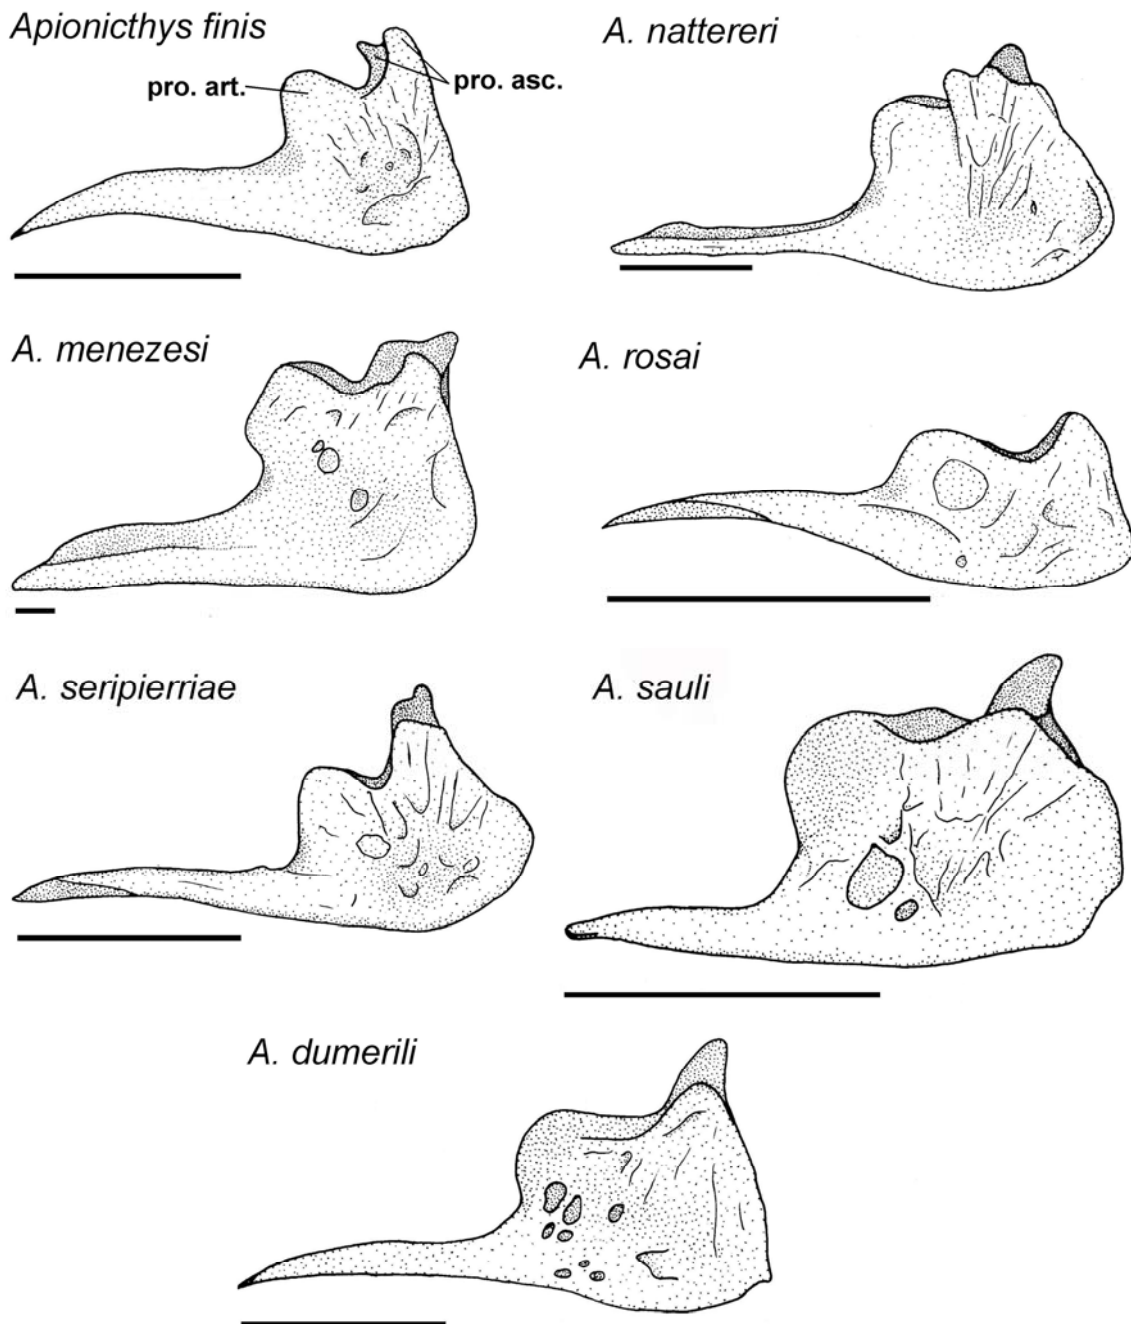 Apionicthys finis
A. nattereri
pro. art.
pro. asc.
A. menezesi
A. rosai
A. seripierriae
A. sauli
A. dumerili